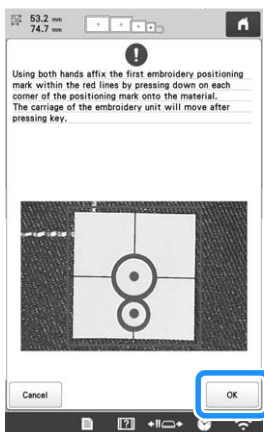 53.2 mm
74.7 mm
Using both hands affix the first embroidery positioning
mark within the red lines by pressing down on each
corner of the positioning mark onto the material.
The carriage of the embroidery unit will move after
pressing key.
Cancel
OK